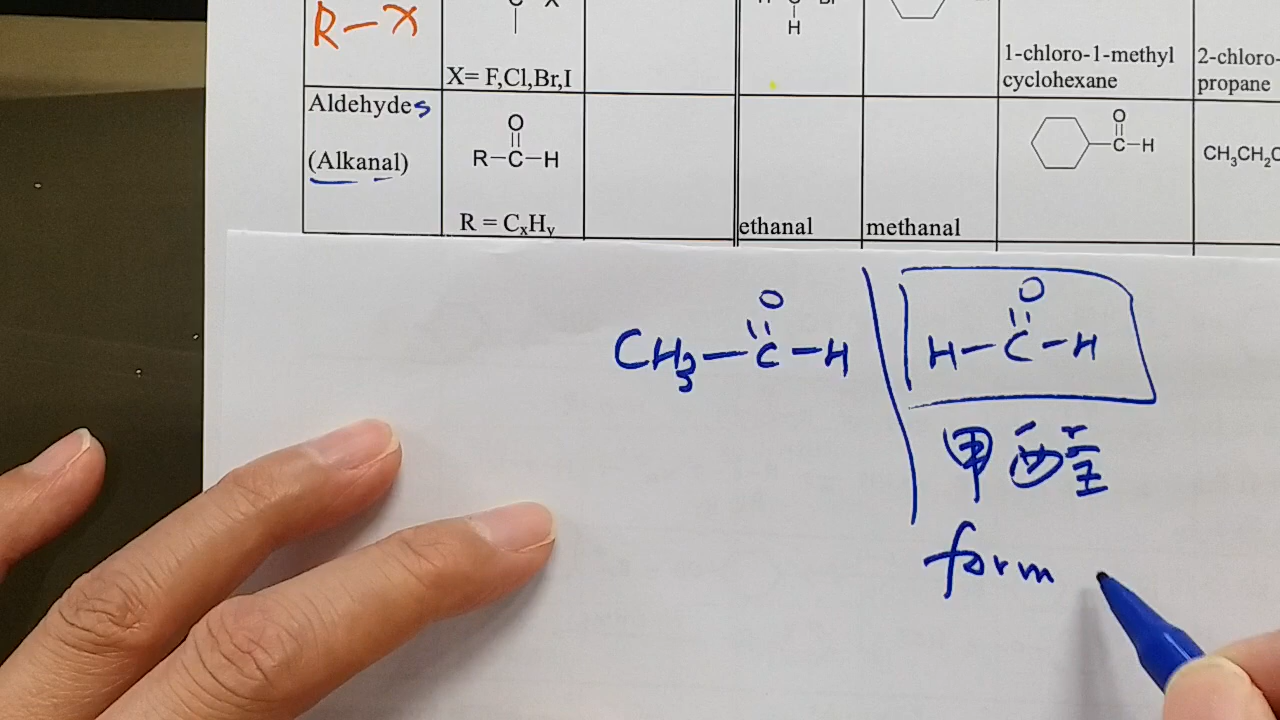 R-X
C X
H C Br
H
X= F,Cl,Br,I
1-chloro-1-methyl
cyclohexane
2-chloro-
propane
Aldehydes
(Alkanal)
O
R-C-H
R = CxHy
ethanal
methanal
O
C-H
CH₃CH₂C
O
CH₃-C-H
O
H-C-H
甲醛
form